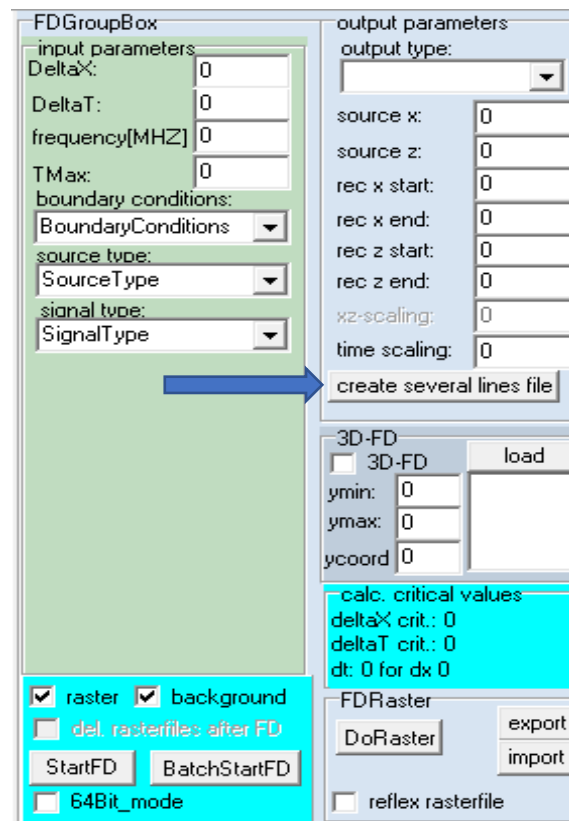 FDGroupBox
input parameters
DeltaX: 0
DeltaT: 0
frequency[MHZ] 0
TMax: 0
boundary conditions:
BoundaryConditions
source type:
SourceType
signal type:
SignalType
raster background
del. rasterfiles after FD
StartFD BatchStartFD
64Bit_mode
output parameters
output type:
source x: 0
source z: 0
rec x start: 0
rec x end: 0
rec z start: 0
rec z end: 0
xz-scaling: 0
time scaling: 0
create several lines file
3D-FD
3D-FD load
ymin: 0
ymax: 0
ycoord 0
calc. critical values
deltaX crit.: 0
deltaT crit.: 0
dt: 0 for dx 0
FDRaster
DoRaster
export
import
reflex rasterfile